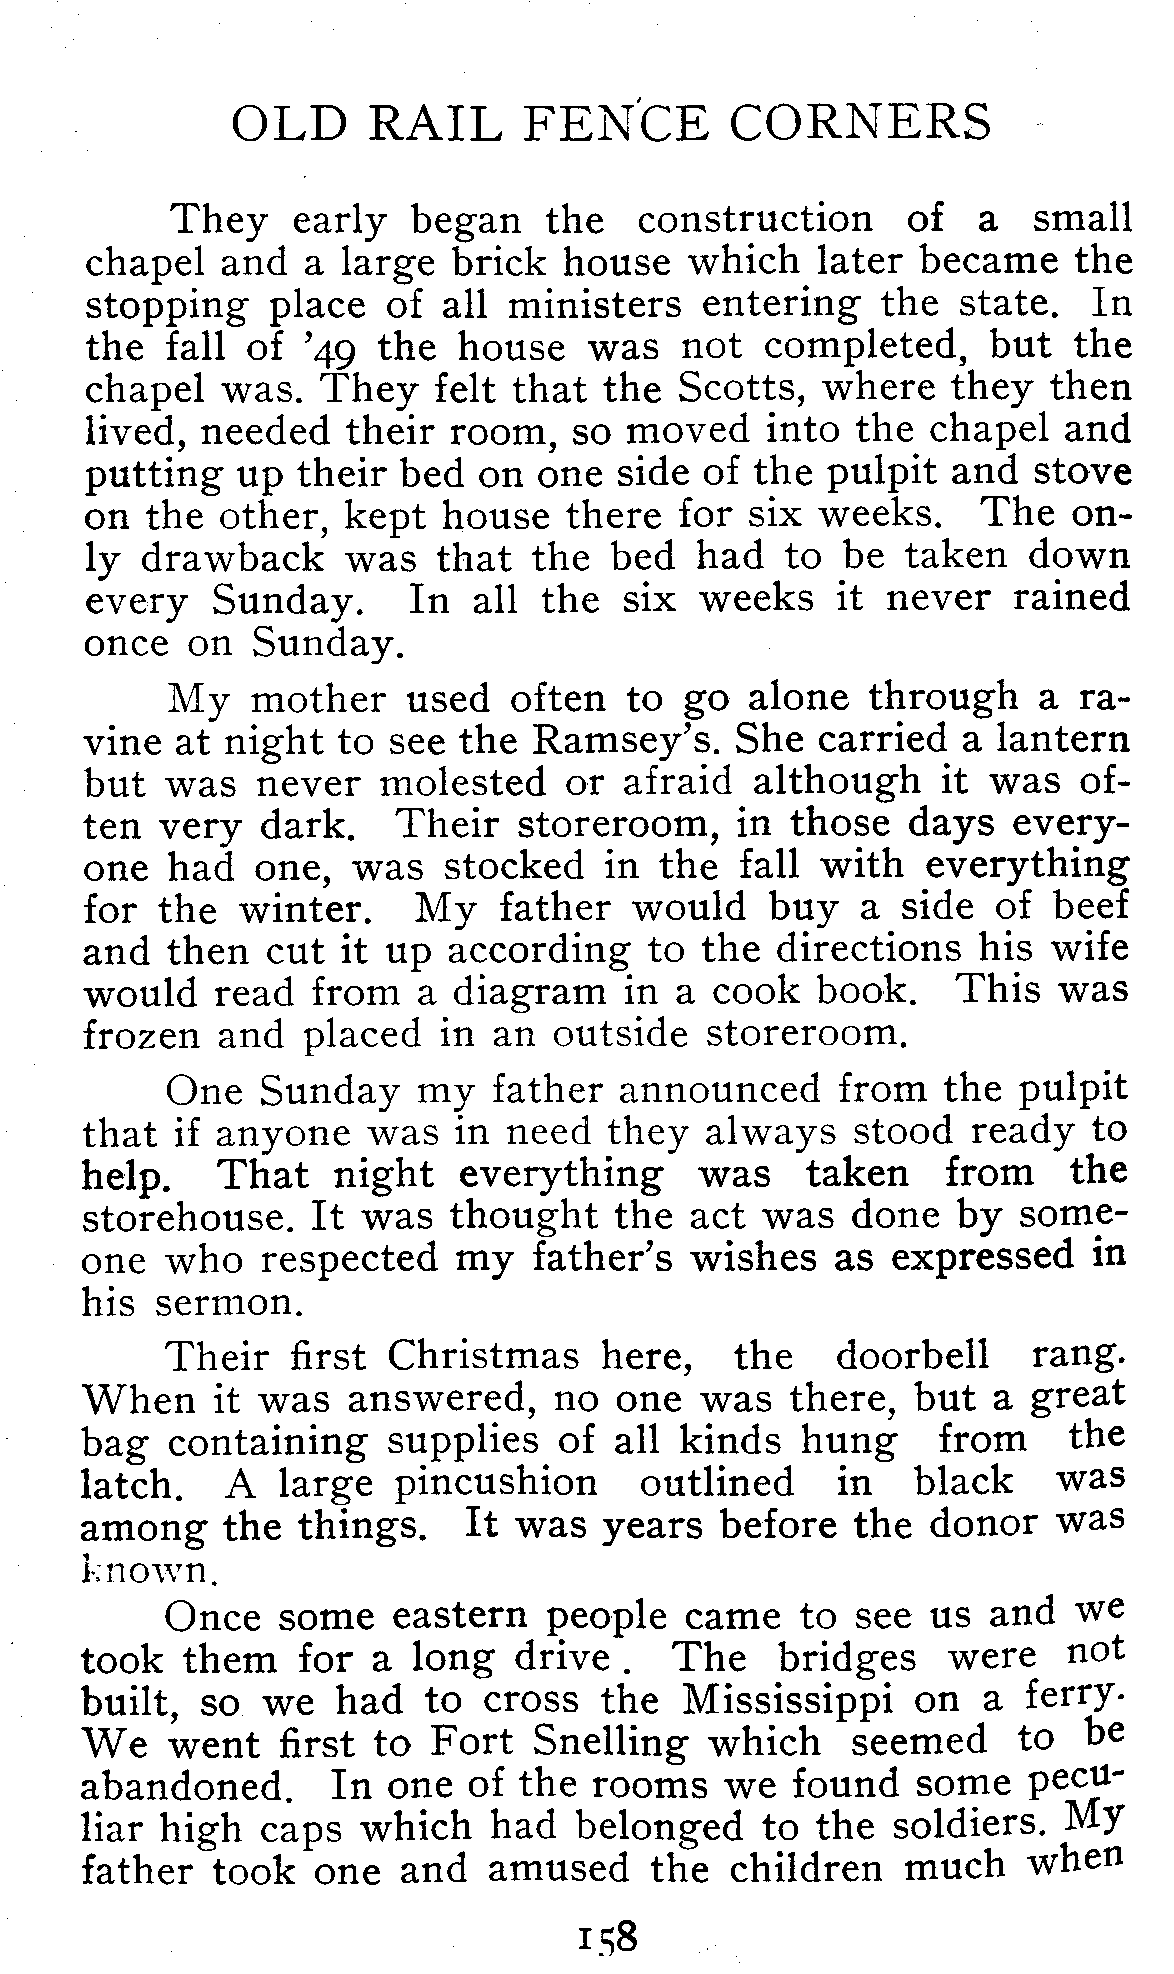 OLD RAIL FENCE CORNERS
They early began the construction of a small
chapel and a large brick house which later became the
stopping place of all ministers entering the state. In
the fall of '49 the house was not completed, but the
chapel was. They felt that the Scotts, where they then
lived, needed their room, so moved into the chapel and
putting up their bed on one side of the pulpit and stove
on the other, kept house there for six weeks. The on-
ly drawback was that the bed had to be taken down
every Sunday. In all the six weeks it never rained
once on Sunday.
My mother used often to go alone through a ra-
vine at night to see the Ramsey's. She carried a lantern
but was never molested or afraid although it was of-
ten very dark. Their storeroom, in those days every-
one had one, was stocked in the fall with everything
for the winter. My father would buy a side of beef
and then cut it up according to the directions his wife
would read from a diagram in a cook book. This was
frozen and placed in an outside storeroom.
One Sunday my father announced from the pulpit
that if anyone was in need they always stood ready to
help. That night everything was taken from the
storehouse. It was thought the act was done by some-
one who respected my father's wishes as expressed in
his sermon.
Their first Christmas here, the doorbell rang.
When it was answered, no one was there, but a great
bag containing supplies of all kinds hung from the
latch. A large pincushion outlined in black was
among the things. It was years before the donor was
known.
Once some eastern people came to see us and we
took them for a long drive . The bridges were not
built, so we had to cross the Mississippi on a ferry.
We went first to Fort Snelling which seemed to be
abandoned. In one of the rooms we found some pecu-
liar high caps which had belonged to the soldiers. My
father took one and amused the children much when
158